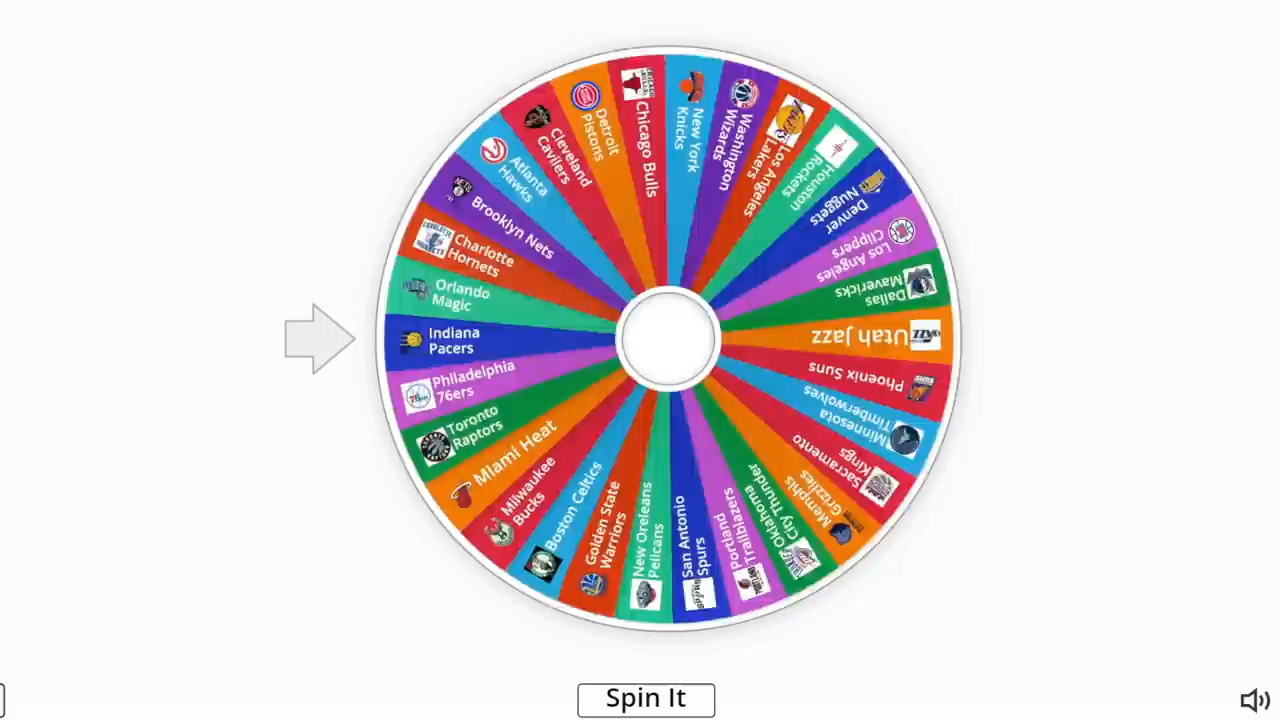 Chicago Bulls
New York
Knicks
Washington
Wizards
Los Angeles
Lakers
Houston
Rockets
Denver
Nuggets
Los Angeles
Clippers
Dallas
Mavericks
Utah Jazz
Phoenix Suns
Minnesota
Timberwolves
Sacramento
Kings
Memphis
Grizzlies
Oklahoma
City Thunder
Portland
Trailblazers
San Antonio
Spurs
New Orleans
Pelicans
Golden State
Warriors
Boston Celtics
Milwaukee
Bucks
Miami Heat
Toronto
Raptors
Philadelphia
76ers
Indiana
Pacers
Orlando
Magic
Charlotte
Hornets
Brooklyn Nets
Atlanta
Hawks
Cleveland
Cavilers
Detroit
Pistons
Spin It